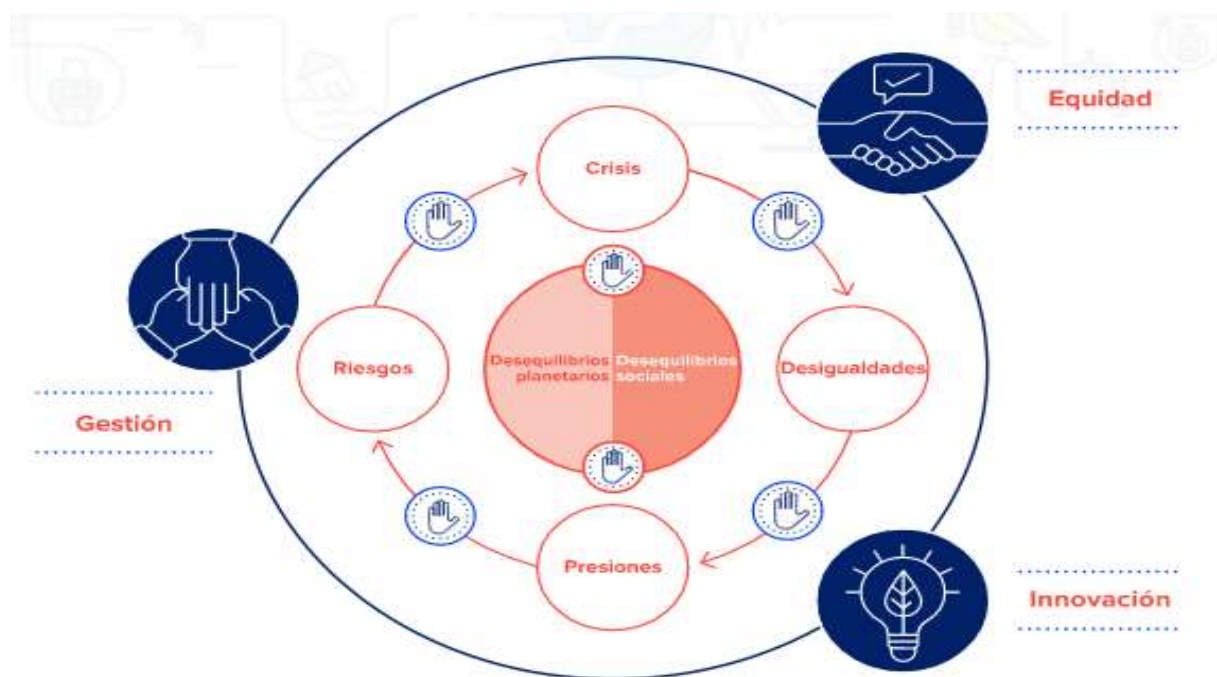 Equidad
Crisis
Riesgos
Desequilibrios
planetarios
Desequilibrios
sociales
Desigualdades
Gestión
Presiones
Innovación